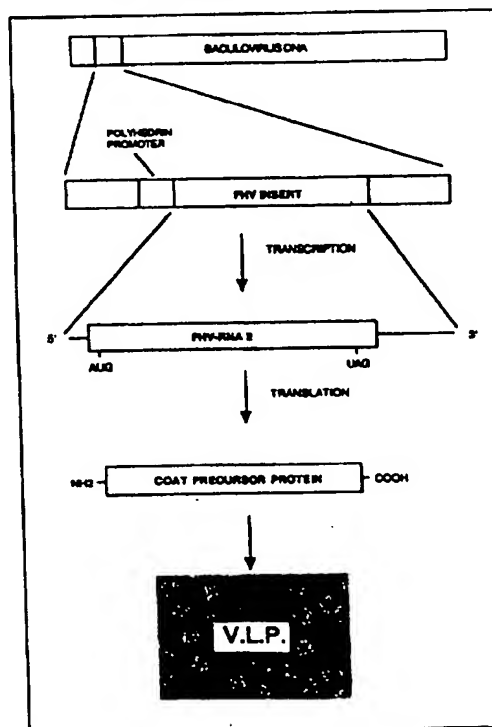 BACULOVIRUS DNA
POLYHEDRIN
PROMOTER
FHV INSERT
TRANSCRIPTION
5'
FHV-RNA 2
3'
AUG
UAG
TRANSLATION
NH2
COAT PRECURSOR PROTEIN
COOH
V.L.P.